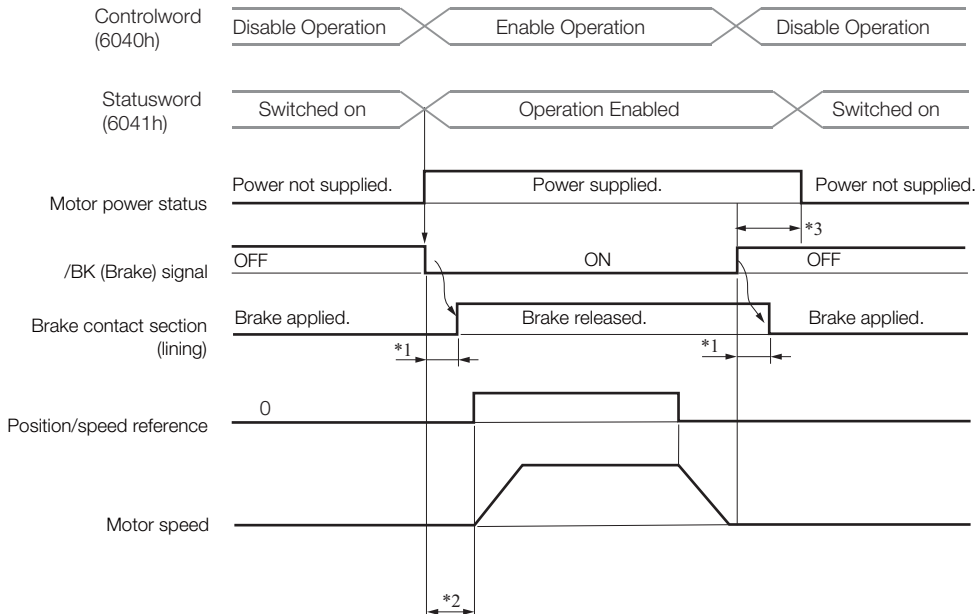 Controlword
(6040h)
Disable Operation
Enable Operation
Disable Operation
Statusword
(6041h)
Switched on
Operation Enabled
Switched on
Motor power status
Power not supplied.
Power supplied.
Power not supplied.
*3
/BK (Brake) signal
OFF
ON
OFF
Brake contact section
(lining)
Brake applied.
Brake released.
Brake applied.
*1
*1
Position/speed reference
0
Motor speed
*2